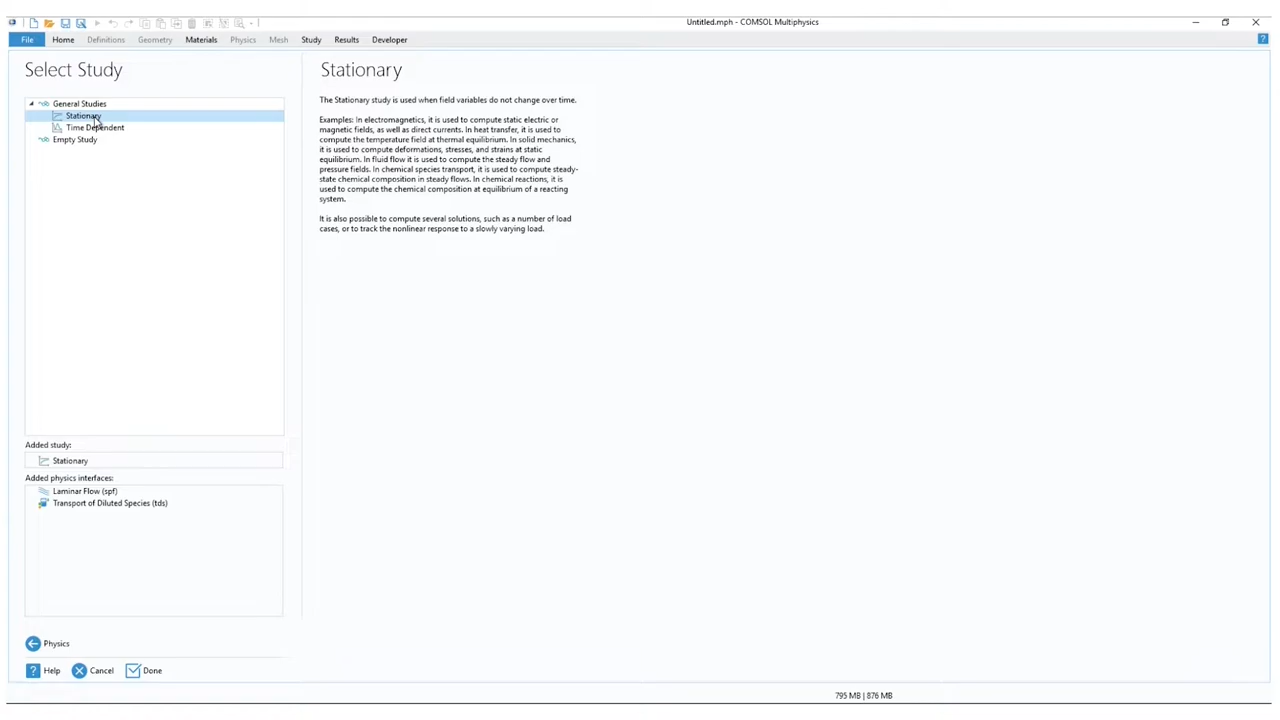 Untitled.mph - COMSOL Multiphysics
File Home Definitions Geometry Materials Physics Mesh Study Results Developer
Select Study
Stationary
General Studies
Stationary
Time Dependent
Empty Study
The Stationary study is used when field variables do not change over time.
Examples: In electromagnetics, it is used to compute static electric or
magnetic fields, as well as direct currents. In heat transfer, it is used to
compute the temperature field at thermal equilibrium. In solid mechanics,
it is used to compute deformations, stresses, and strains at static
equilibrium. In fluid flow it is used to compute the steady flow and
pressure fields. In chemical species transport, it is used to compute steady-
state chemical composition in steady flows. In chemical reactions, it is
used to compute the chemical composition at equilibrium of a reacting
system.
It is also possible to compute several solutions, such as a number of load
cases, or to track the nonlinear response to a slowly varying load.
Added study:
Stationary
Added physics interfaces:
Laminar Flow (spf)
Transport of Diluted Species (tds)
Physics
? Help Cancel Done
795 MB | 876 MB